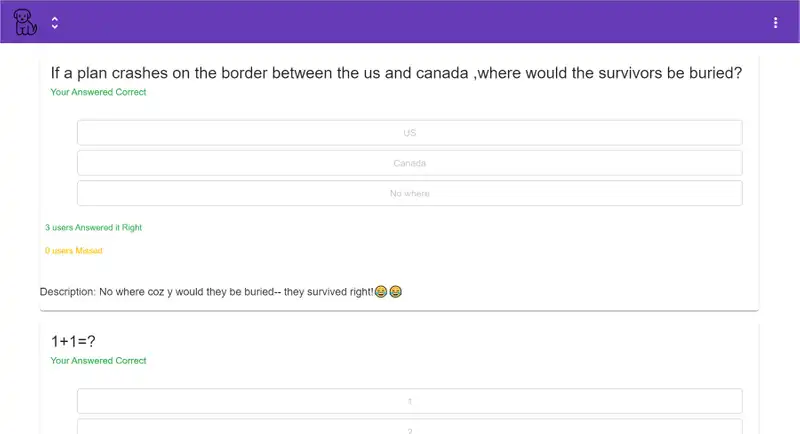 If a plan crashes on the border between the us and canada ,where would the survivors be buried?
Your Answered Correct
US
Canada
No where
3 users Answered it Right
0 users Missed
Description: No where coz y would they be buried-- they survived right!😂😂
1+1=?
Your Answered Correct
1
2